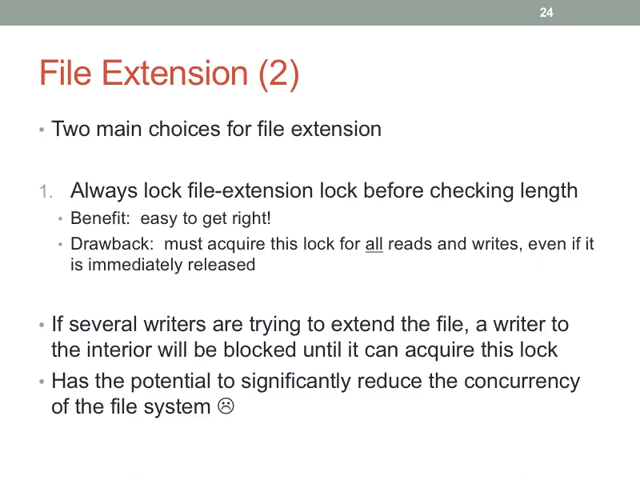 24
File Extension (2)
• Two main choices for file extension
1. Always lock file-extension lock before checking length
• Benefit: easy to get right!
• Drawback: must acquire this lock for all reads and writes, even if it
is immediately released
• If several writers are trying to extend the file, a writer to
the interior will be blocked until it can acquire this lock
• Has the potential to significantly reduce the concurrency
of the file system ☹